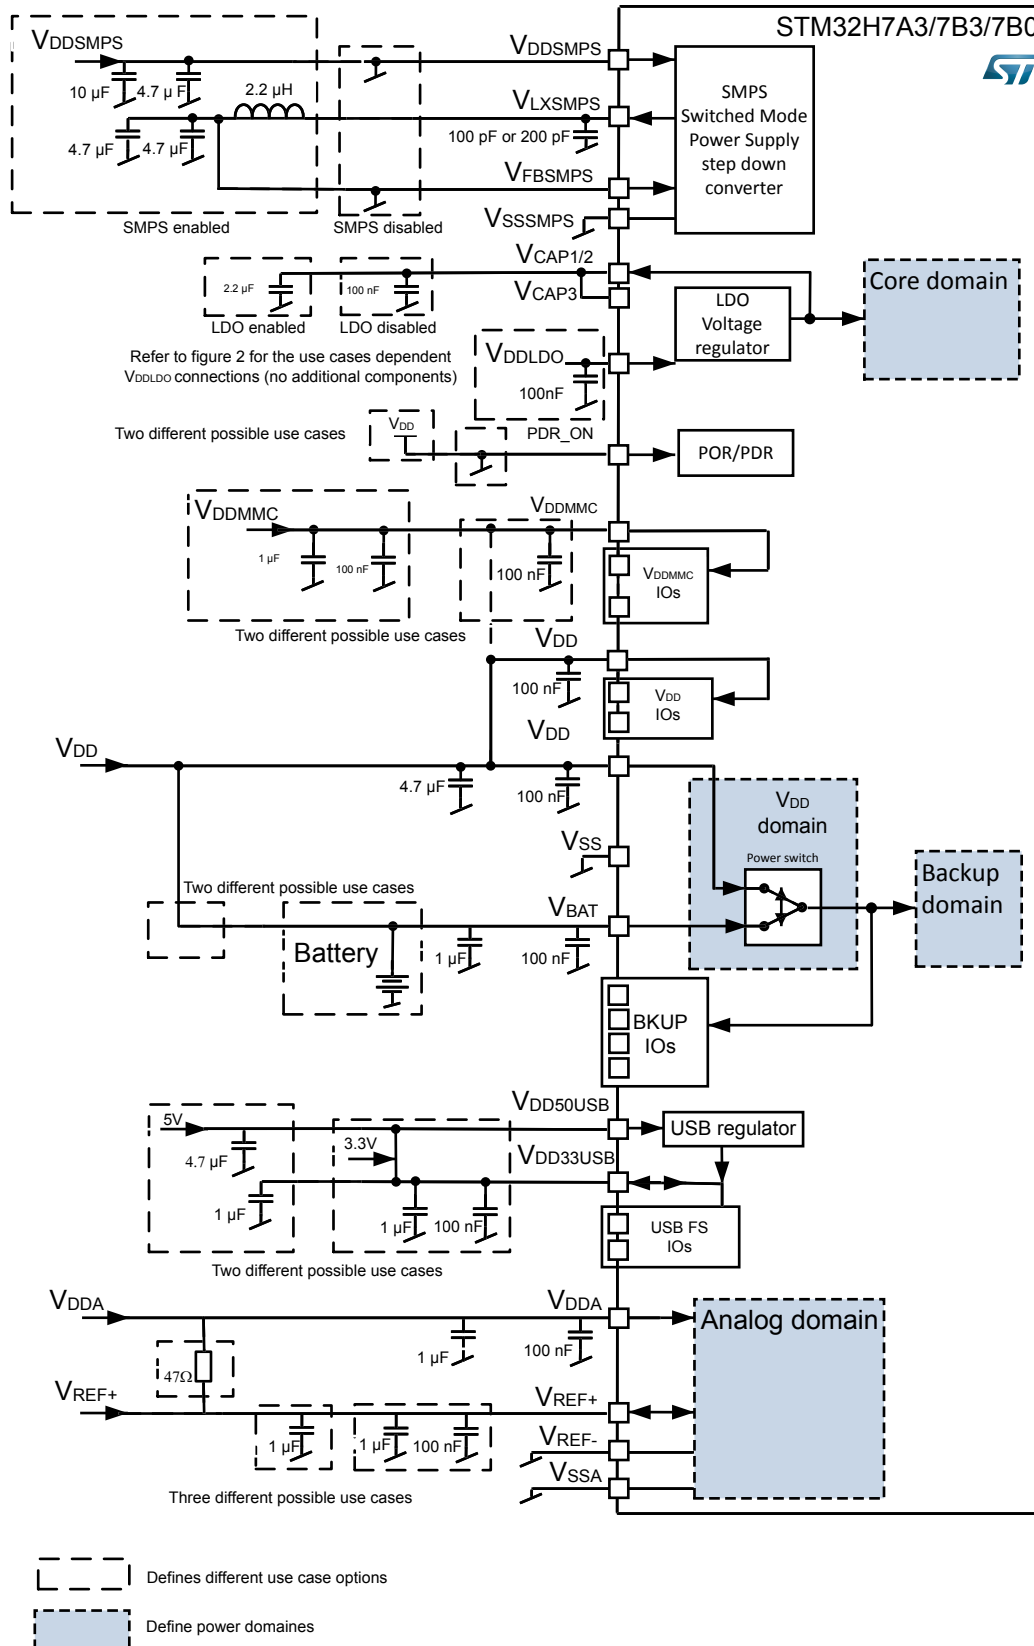 STM32H7A3/7B3/7B0
VDDSMPS
VDDSMPS
10 µF
4.7 µ F
2.2 µH
VLXSMPS
SMPS
Switched Mode
Power Supply
step down
converter
4.7 µF
4.7 µF
100 pF or 200 pF
VFBSMPS
VSSSMPS
SMPS enabled
SMPS disabled
VCAP1/2
VCAP3
2.2 µF
100 nF
LDO enabled
LDO disabled
LDO
Voltage
regulator
Core domain
Refer to figure 2 for the use cases dependent
VDDLDO connections (no additional components)
VDDLDO
100nF
Two different possible use cases
VDD
PDR_ON
POR/PDR
VDDMMC
VDDMMC
1 µF
100 nF
100 nF
VDDMMC
IOs
Two different possible use cases
VDD
100 nF
VDD
IOs
VDD
VDD
4.7 µF
100 nF
VDD
domain
Power switch
VSS
Backup
domain
Two different possible use cases
VBAT
Battery
1 µF
100 nF
BKUP
IOs
VDD50USB
5V
USB regulator
4.7 µF
3.3V
VDD33USB
1 µF
1 µF
100 nF
USB FS
IOs
Two different possible use cases
VDDA
VDDA
Analog domain
1 µF
100 nF
47Ω
VREF+
VREF+
1 µF
1 µF
100 nF
VREF-
VSSA
Three different possible use cases
Defines different use case options
Define power domaines